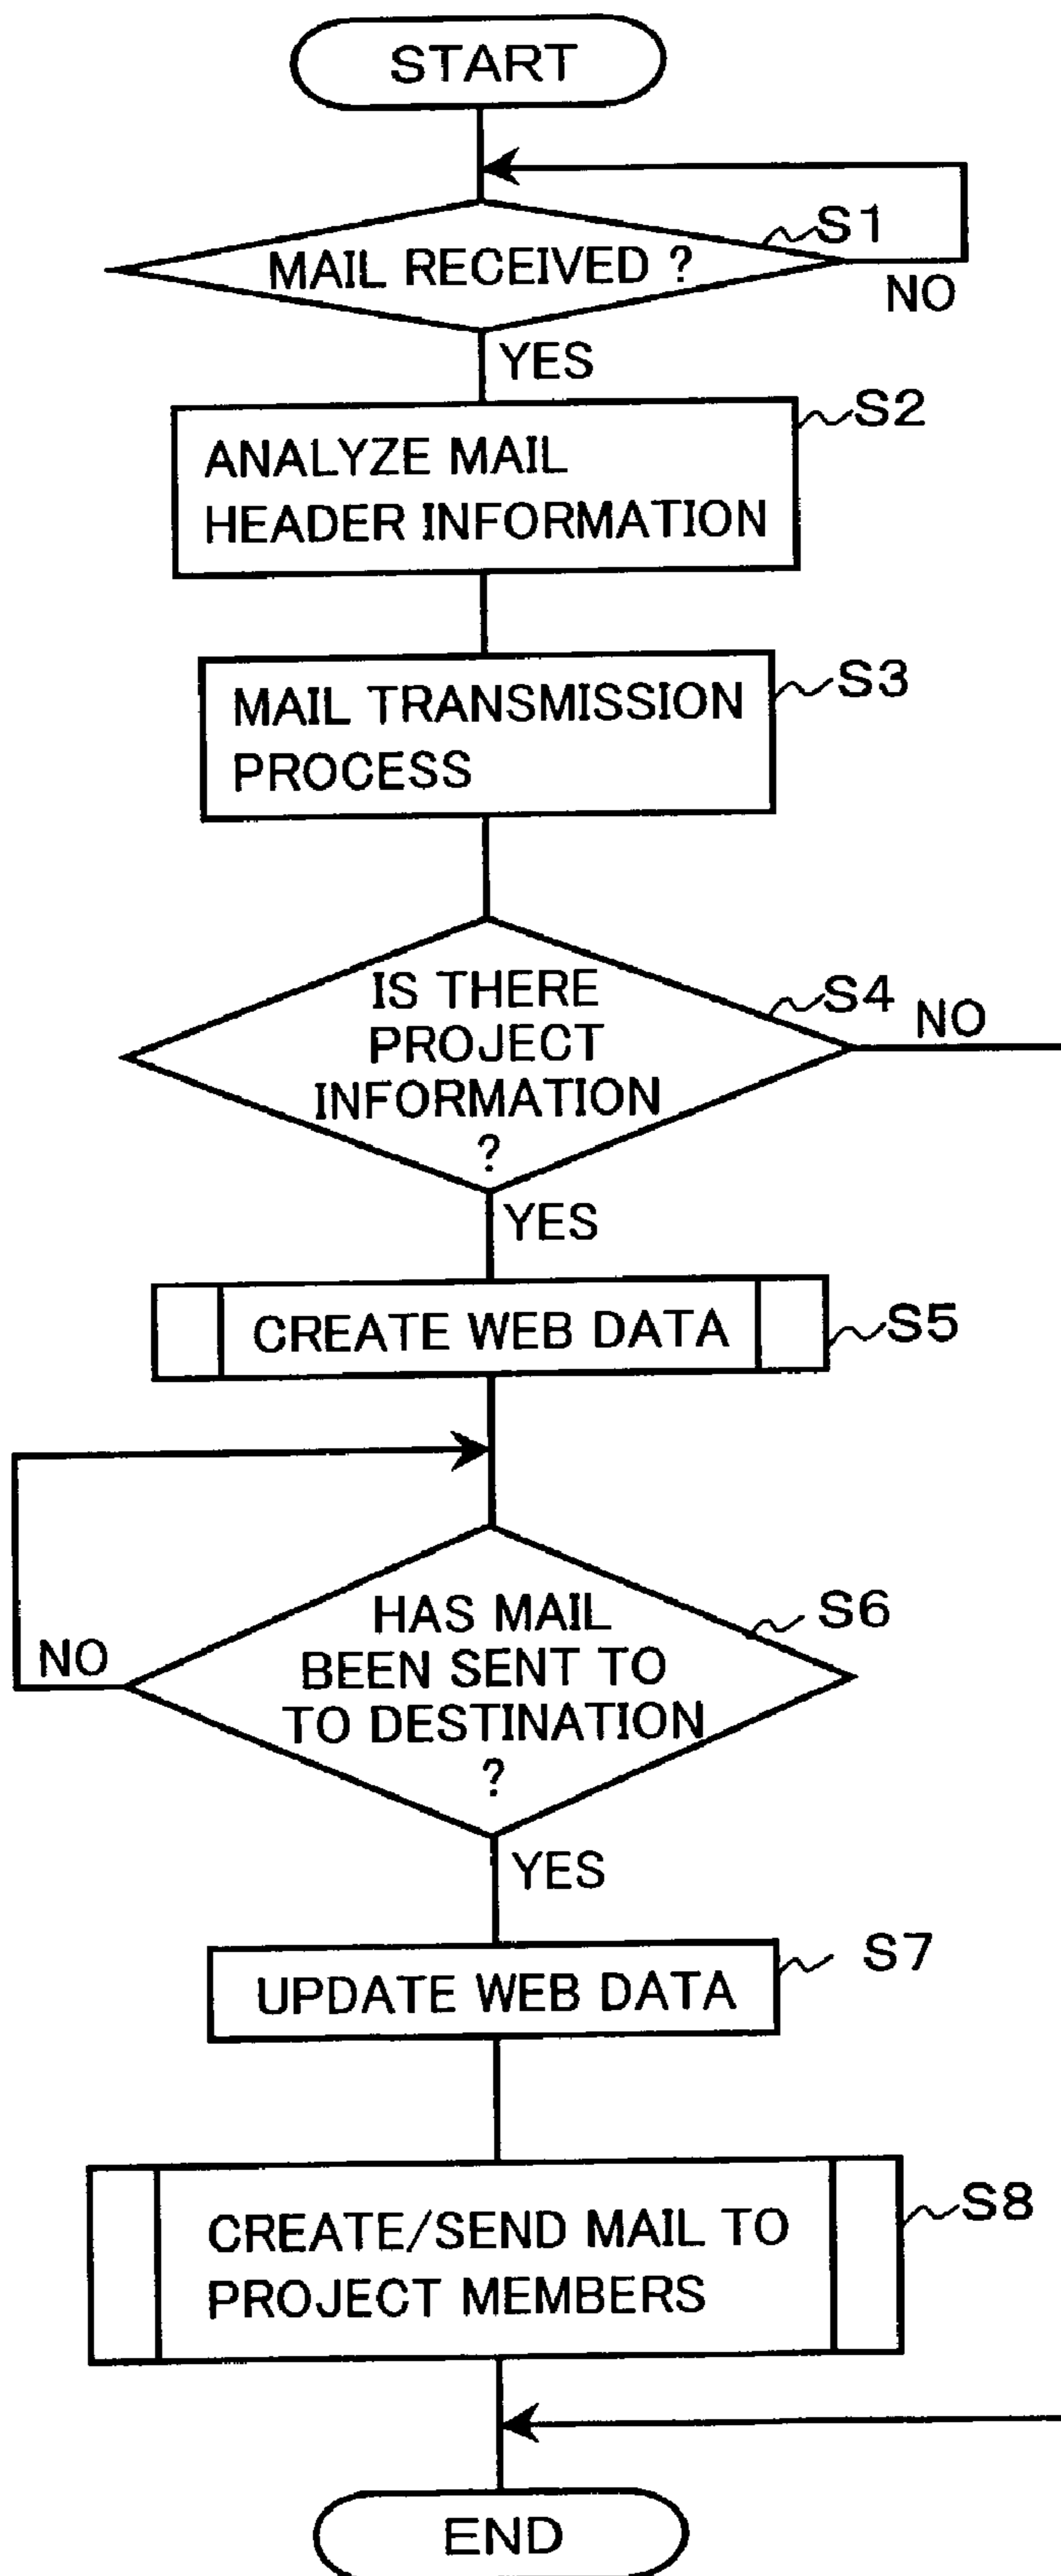 START
S1
MAIL RECEIVED ?
NO
YES
S2
ANALYZE MAIL
HEADER INFORMATION
S3
MAIL TRANSMISSION
PROCESS
S4
NO
IS THERE
PROJECT
INFORMATION
?
YES
CREATE WEB DATA
S5
S6
HAS MAIL
BEEN SENT TO
TO DESTINATION
?
NO
YES
S7
UPDATE WEB DATA
S8
CREATE/SEND MAIL TO
PROJECT MEMBERS
END